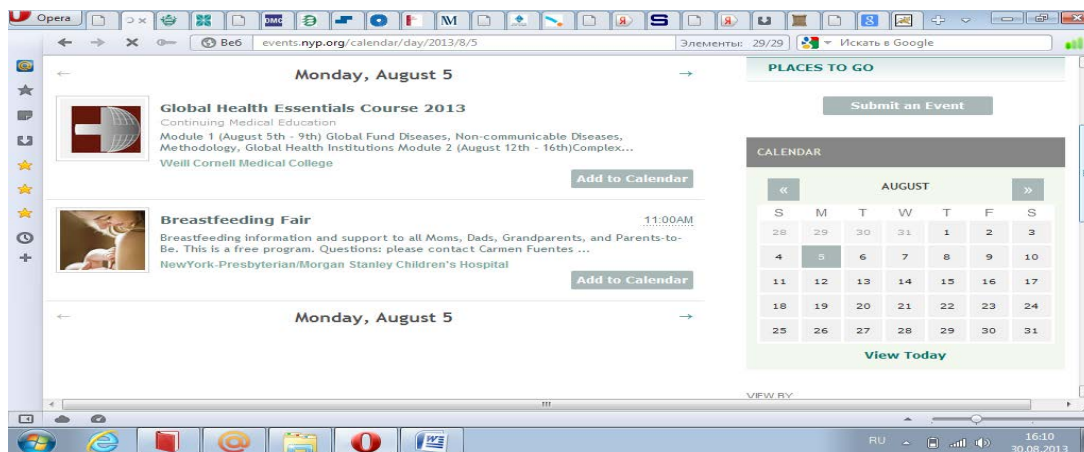 Opera
DMC
M
Я
S
Я
8
Веб
events.nyp.org/calendar/day/2013/8/5
Элементы: 29/29
Искать в Google
← Monday, August 5 →
Global Health Essentials Course 2013
Continuing Medical Education
Module 1 (August 5th - 9th) Global Fund Diseases, Non-communicable Diseases,
Methodology, Global Health Institutions Module 2 (August 12th - 16th)Complex...
Weill Cornell Medical College
Add to Calendar
Breastfeeding Fair
11:00AM
Breastfeeding information and support to all Moms, Dads, Grandparents, and Parents-to-
Be. This is a free program. Questions: please contact Carmen Fuentes ...
NewYork-Presbyterian/Morgan Stanley Children's Hospital
Add to Calendar
← Monday, August 5 →
PLACES TO GO
Submit an Event
CALENDAR
« AUGUST »
S M T W T F S
28 29 30 31 1 2 3
4 5 6 7 8 9 10
11 12 13 14 15 16 17
18 19 20 21 22 23 24
25 26 27 28 29 30 31
View Today
VIEW BY
RU
16:10
30.08.2013